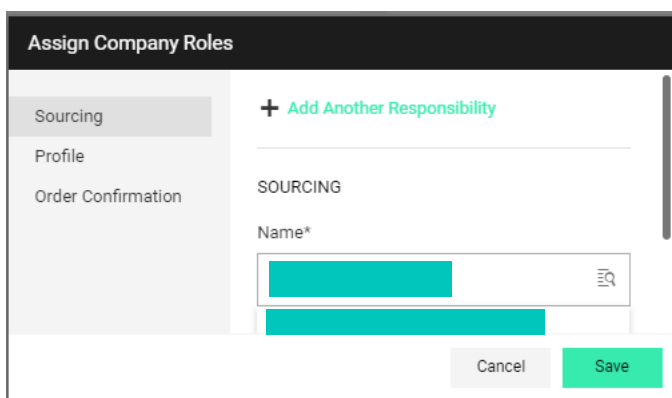 Assign Company Roles
Sourcing
Profile
Order Confirmation
+ Add Another Responsibility
SOURCING
Name*
Cancel
Save